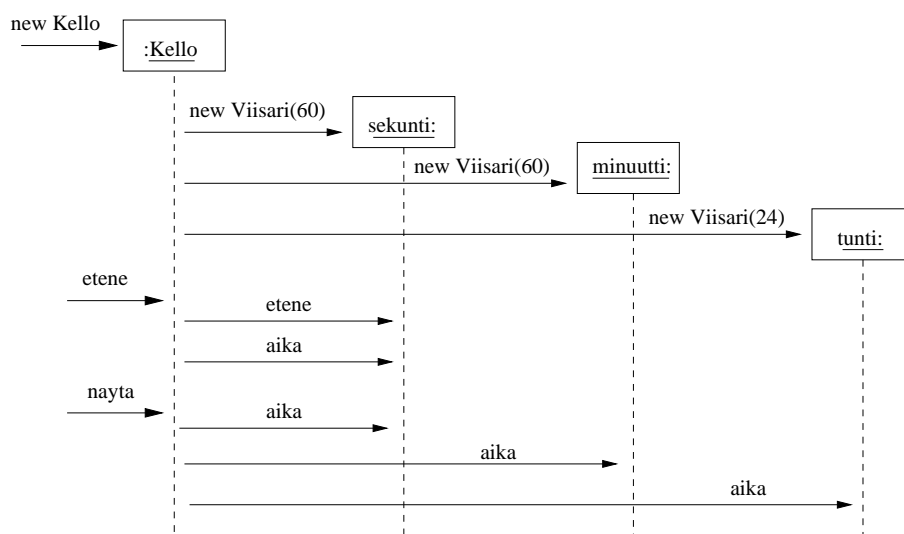 new Kello
:Kello
new Viisari(60)
sekunti:
new Viisari(60)
minuutti:
new Viisari(24)
tunti:
etene
etene
aika
nayta
aika
aika
aika